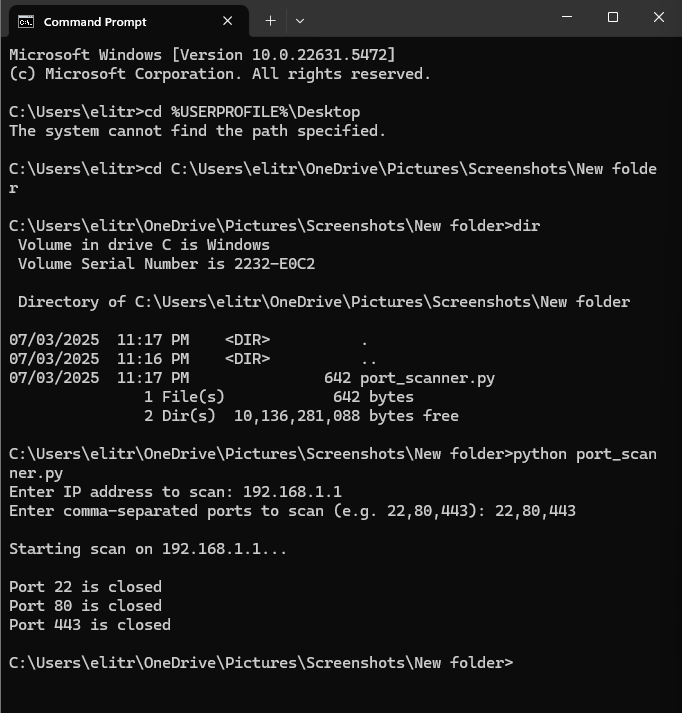 Command Prompt
Microsoft Windows [Version 10.0.22631.5472]
(c) Microsoft Corporation. All rights reserved.
C:\Users\elitr>cd %USERPROFILE%\Desktop
The system cannot find the path specified.
C:\Users\elitr>cd C:\Users\elitr\OneDrive\Pictures\Screenshots\New folde
r
C:\Users\elitr\OneDrive\Pictures\Screenshots\New folder>dir
 Volume in drive C is Windows
 Volume Serial Number is 2232-E0C2
 Directory of C:\Users\elitr\OneDrive\Pictures\Screenshots\New folder
07/03/2025  11:17 PM    <DIR>          .
07/03/2025  11:16 PM    <DIR>          ..
07/03/2025  11:17 PM               642 port_scanner.py
               1 File(s)            642 bytes
               2 Dir(s)  10,136,281,088 bytes free
C:\Users\elitr\OneDrive\Pictures\Screenshots\New folder>python port_scan
ner.py
Enter IP address to scan: 192.168.1.1
Enter comma-separated ports to scan (e.g. 22,80,443): 22,80,443
Starting scan on 192.168.1.1...
Port 22 is closed
Port 80 is closed
Port 443 is closed
C:\Users\elitr\OneDrive\Pictures\Screenshots\New folder>